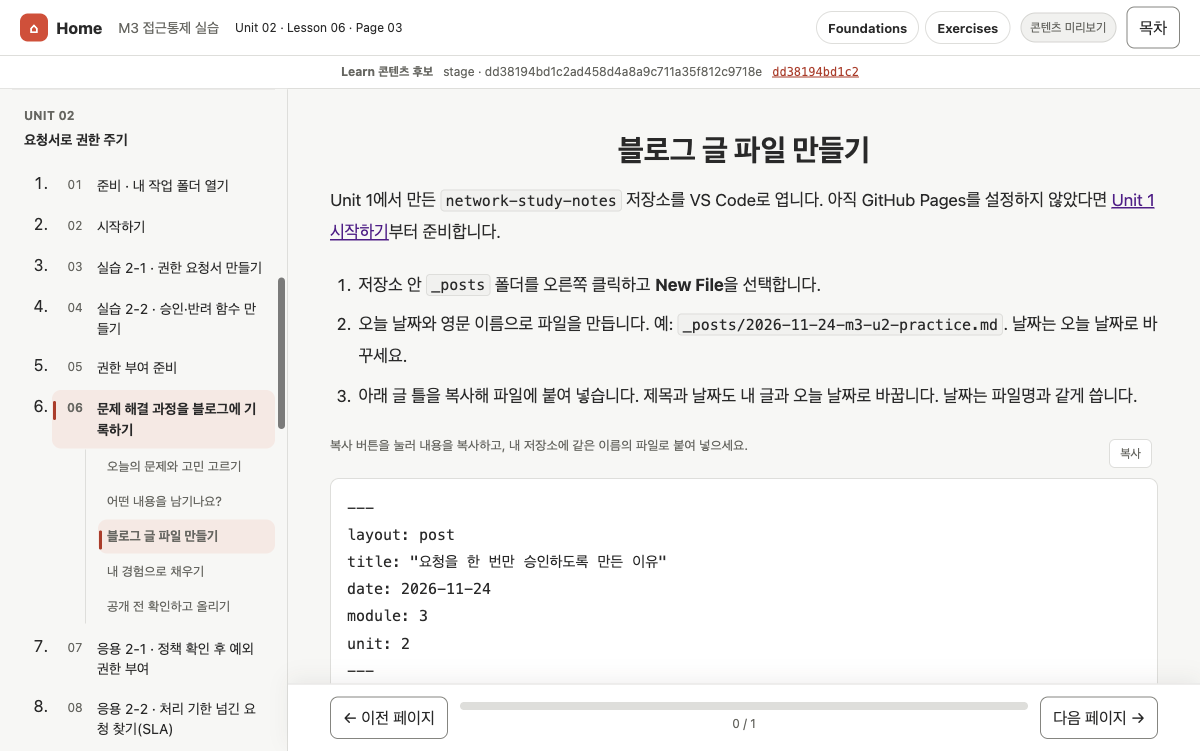 Home
M3 접근통제 실습
Unit 02 · Lesson 06 · Page 03
Foundations
Exercises
콘텐츠 미리보기
목차
Learn 콘텐츠 후보 stage · dd38194bd1c2ad458d4a8a9c711a35f812c9718e dd38194bd1c2
UNIT 02
요청서로 권한 주기
1. 01 준비 · 내 작업 폴더 열기
2. 02 시작하기
3. 03 실습 2-1 · 권한 요청서 만들기
4. 04 실습 2-2 · 승인·반려 함수 만
들기
5. 05 권한 부여 준비
6. 06 문제 해결 과정을 블로그에 기
록하기
오늘의 문제와 고민 고르기
어떤 내용을 남기나요?
블로그 글 파일 만들기
내 경험으로 채우기
공개 전 확인하고 올리기
7. 07 응용 2-1 · 정책 확인 후 예외
권한 부여
8. 08 응용 2-2 · 처리 기한 넘긴 요
청 찾기(SLA)
블로그 글 파일 만들기
Unit 1에서 만든 network-study-notes 저장소를 VS Code로 엽니다. 아직 GitHub Pages를 설정하지 않았다면 Unit 1
시작하기부터 준비합니다.
1. 저장소 안 _posts 폴더를 오른쪽 클릭하고 New File을 선택합니다.
2. 오늘 날짜와 영문 이름으로 파일을 만듭니다. 예: _posts/2026-11-24-m3-u2-practice.md. 날짜는 오늘 날짜로 바
꾸세요.
3. 아래 글 틀을 복사해 파일에 붙여 넣습니다. 제목과 날짜도 내 글과 오늘 날짜로 바꿉니다. 날짜는 파일명과 같게 씁니다.
복사 버튼을 눌러 내용을 복사하고, 내 저장소에 같은 이름의 파일로 붙여 넣으세요.
복사
---
layout: post
title: "요청을 한 번만 승인하도록 만든 이유"
date: 2026-11-24
module: 3
unit: 2
---
← 이전 페이지
0 / 1
다음 페이지 →